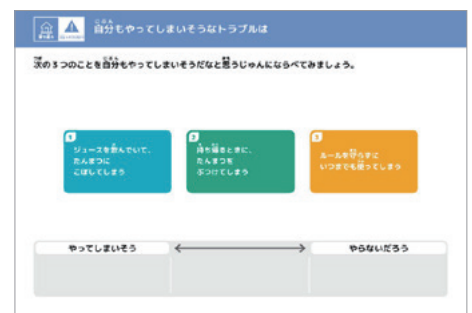 自分もやってしまいそうなトラブルは
次の3つのことを自分もやってしまいそうだなと思うじゅんにならべてみましょう。
1
ジュースを飲んでいて、
たんまつに
こぼしてしまう
2
持ち帰るときに、
たんまつを
ぶつけてしまう
3
ルールを守らずに
いつまでも使ってしまう
やってしまいそう
やらないだろう